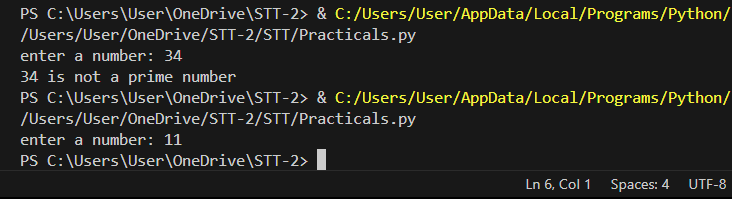 PS C:\Users\User\OneDrive\STT-2> & C:/Users/User/AppData/Local/Programs/Python/
/Users/User/OneDrive/STT-2/STT/Practicals.py
enter a number: 34
34 is not a prime number
PS C:\Users\User\OneDrive\STT-2> & C:/Users/User/AppData/Local/Programs/Python/
/Users/User/OneDrive/STT-2/STT/Practicals.py
enter a number: 11
PS C:\Users\User\OneDrive\STT-2>
Ln 6, Col 1 Spaces: 4 UTF-8